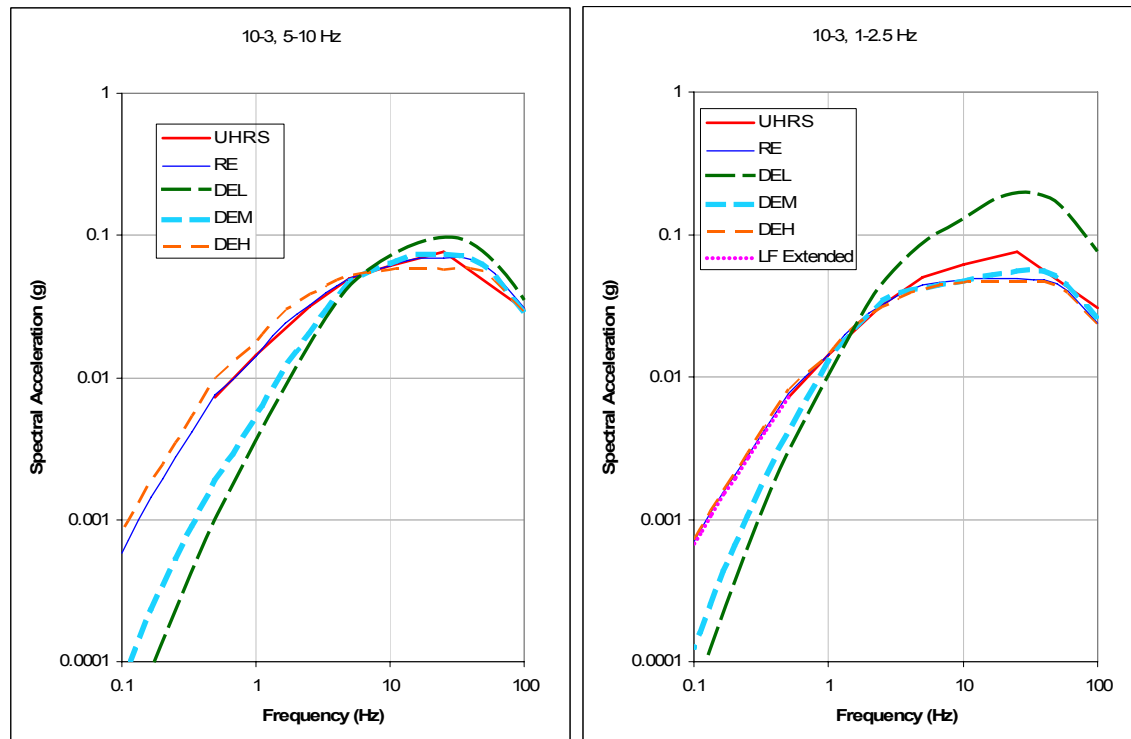 10-3, 5-10 Hz
1
0.1
0.01
0.001
0.0001
Spectral Acceleration (g)
UHRS
RE
DEL
DEM
DEH
0.1 1 10 100
Frequency (Hz)
10-3, 1-2.5 Hz
1
0.1
0.01
0.001
0.0001
Spectral Acceleration (g)
UHRS
RE
DEL
DEM
DEH
LF Extended
0.1 1 10 100
Frequency (Hz)